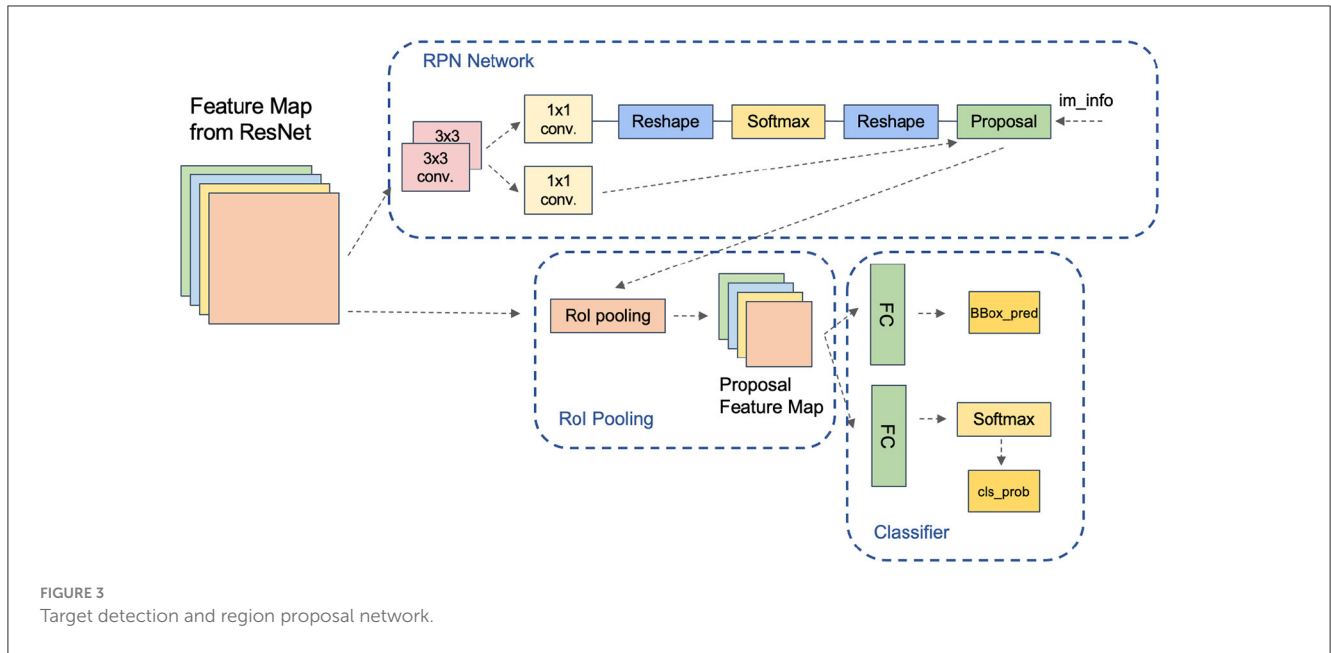 RPN Network
Feature Map
from ResNet
3x3
3x3
conv.
1x1
conv.
Reshape
Softmax
Reshape
Proposal
im_info
1x1
conv.
RoI pooling
Proposal
Feature Map
RoI Pooling
FC
BBox_pred
FC
Softmax
cls_prob
Classifier
FIGURE 3
Target detection and region proposal network.